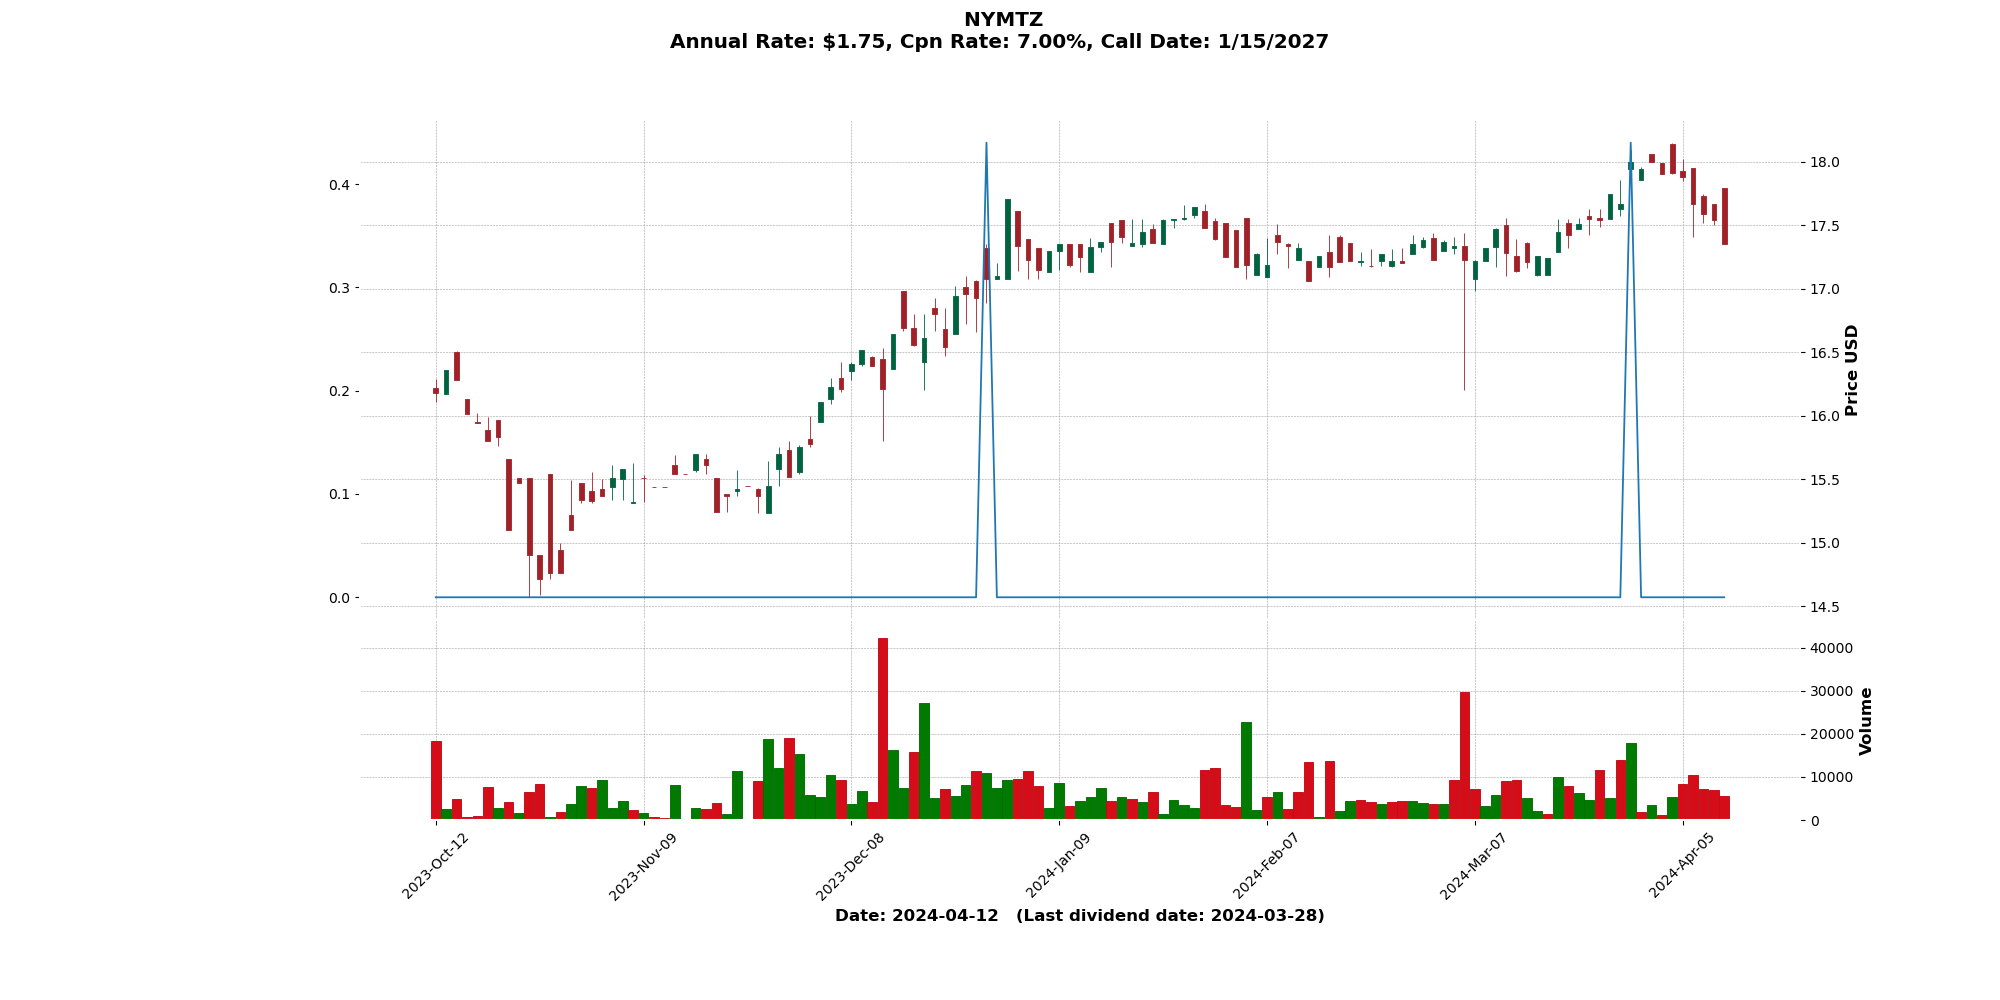 NYMTZ
Annual Rate: $1.75, Cpn Rate: 7.00%, Call Date: 1/15/2027
0.4
0.3
0.2
0.1
0.0
18.0
17.5
17.0
16.5
16.0
15.5
15.0
14.5
Price USD
40000
30000
20000
10000
0
Volume
2023-Oct-12
2023-Nov-09
2023-Dec-08
2024-Jan-09
2024-Feb-07
2024-Mar-07
2024-Apr-05
Date: 2024-04-12 (Last dividend date: 2024-03-28)